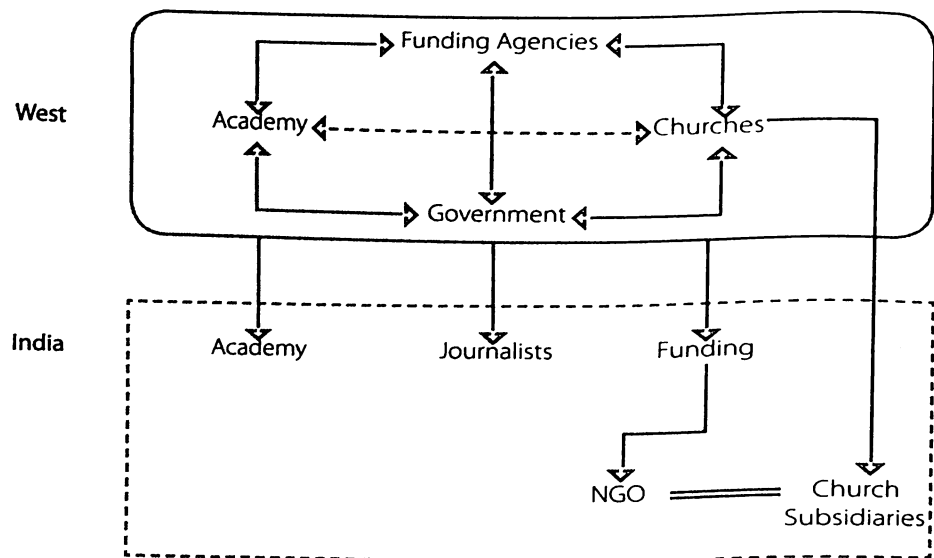 Funding Agencies
West
Academy
Churches
Government
India
Academy
Journalists
Funding
NGO
Church
Subsidiaries